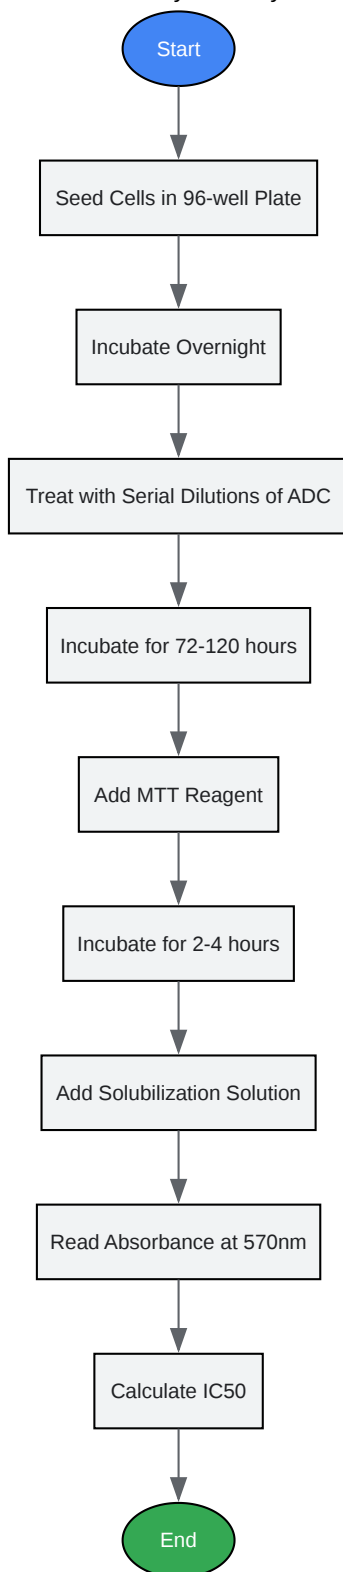 Start
Seed Cells in 96-well Plate
Incubate Overnight
Treat with Serial Dilutions of ADC
Incubate for 72-120 hours
Add MTT Reagent
Incubate for 2-4 hours
Add Solubilization Solution
Read Absorbance at 570nm
Calculate IC50
End